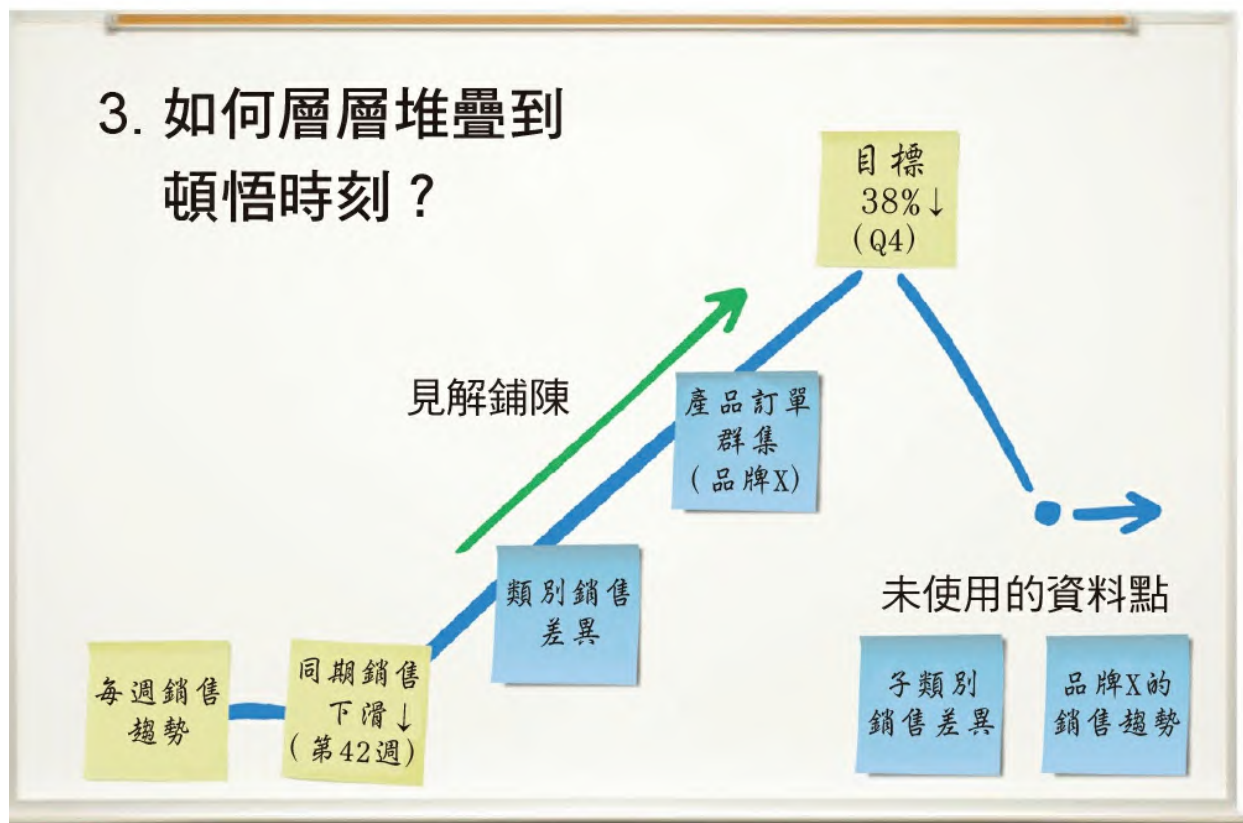 3. 如何層層堆疊到
頓悟時刻？
目標
38%↓
(Q4)
見解鋪陳
產品訂單
群集
(品牌X)
類別銷售
差異
每週銷售
趨勢
同期銷售
下滑↓
(第42週)
未使用的資料點
子類別
銷售差異
品牌X的
銷售趨勢